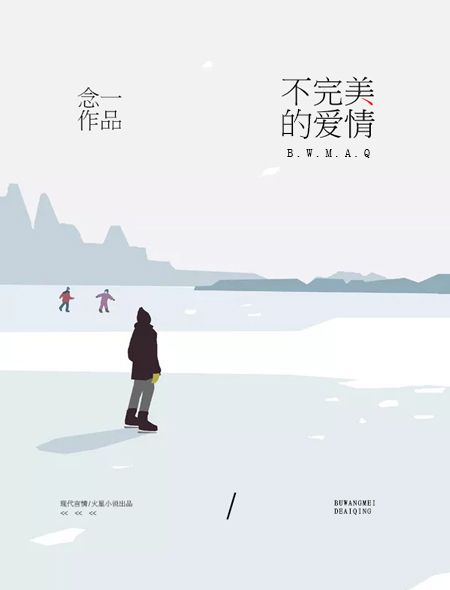 念一
作品
不完美
的爱情
B.W.M.A.Q
现代言情/火星小说出品
<< << <<
/
BUWANGMEI
DEAIQING